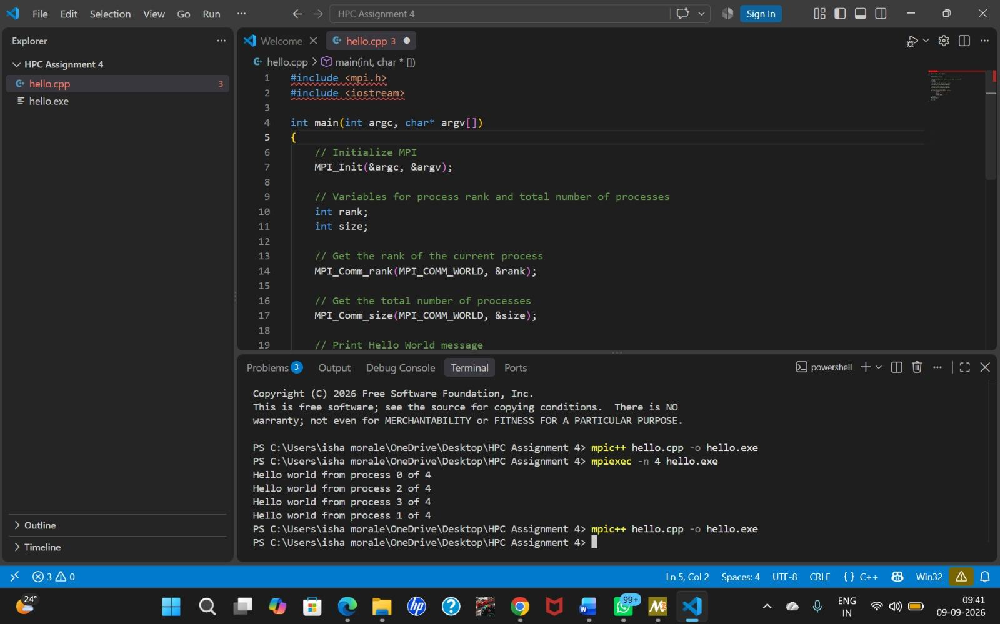 File Edit Selection View Go Run ··· HPC Assignment 4 Sign In
Explorer ···
HPC Assignment 4
hello.cpp 3
hello.exe
Outline
Timeline
Welcome hello.cpp 3
hello.cpp > main(int, char * [])
1 #include <mpi.h>
2 #include <iostream>
3
4 int main(int argc, char* argv[])
5 {
6 // Initialize MPI
7 MPI_Init(&argc, &argv);
8
9 // Variables for process rank and total number of processes
10 int rank;
11 int size;
12
13 // Get the rank of the current process
14 MPI_Comm_rank(MPI_COMM_WORLD, &rank);
15
16 // Get the total number of processes
17 MPI_Comm_size(MPI_COMM_WORLD, &size);
18
19 // Print Hello World message
Problems 3 Output Debug Console Terminal Ports powershell
Copyright (C) 2026 Free Software Foundation, Inc.
This is free software; see the source for copying conditions.  There is NO
warranty; not even for MERCHANTABILITY or FITNESS FOR A PARTICULAR PURPOSE.
PS C:\Users\isha morale\OneDrive\Desktop\HPC Assignment 4> mpic++ hello.cpp -o hello.exe
PS C:\Users\isha morale\OneDrive\Desktop\HPC Assignment 4> mpiexec -n 4 hello.exe
Hello world from process 0 of 4
Hello world from process 2 of 4
Hello world from process 3 of 4
Hello world from process 1 of 4
PS C:\Users\isha morale\OneDrive\Desktop\HPC Assignment 4> mpic++ hello.cpp -o hello.exe
PS C:\Users\isha morale\OneDrive\Desktop\HPC Assignment 4>
3 0 Ln 5, Col 2 Spaces: 4 UTF-8 CRLF { } C++ Win32
24° hp 99+ ENG 09:41
IN 09-09-2026